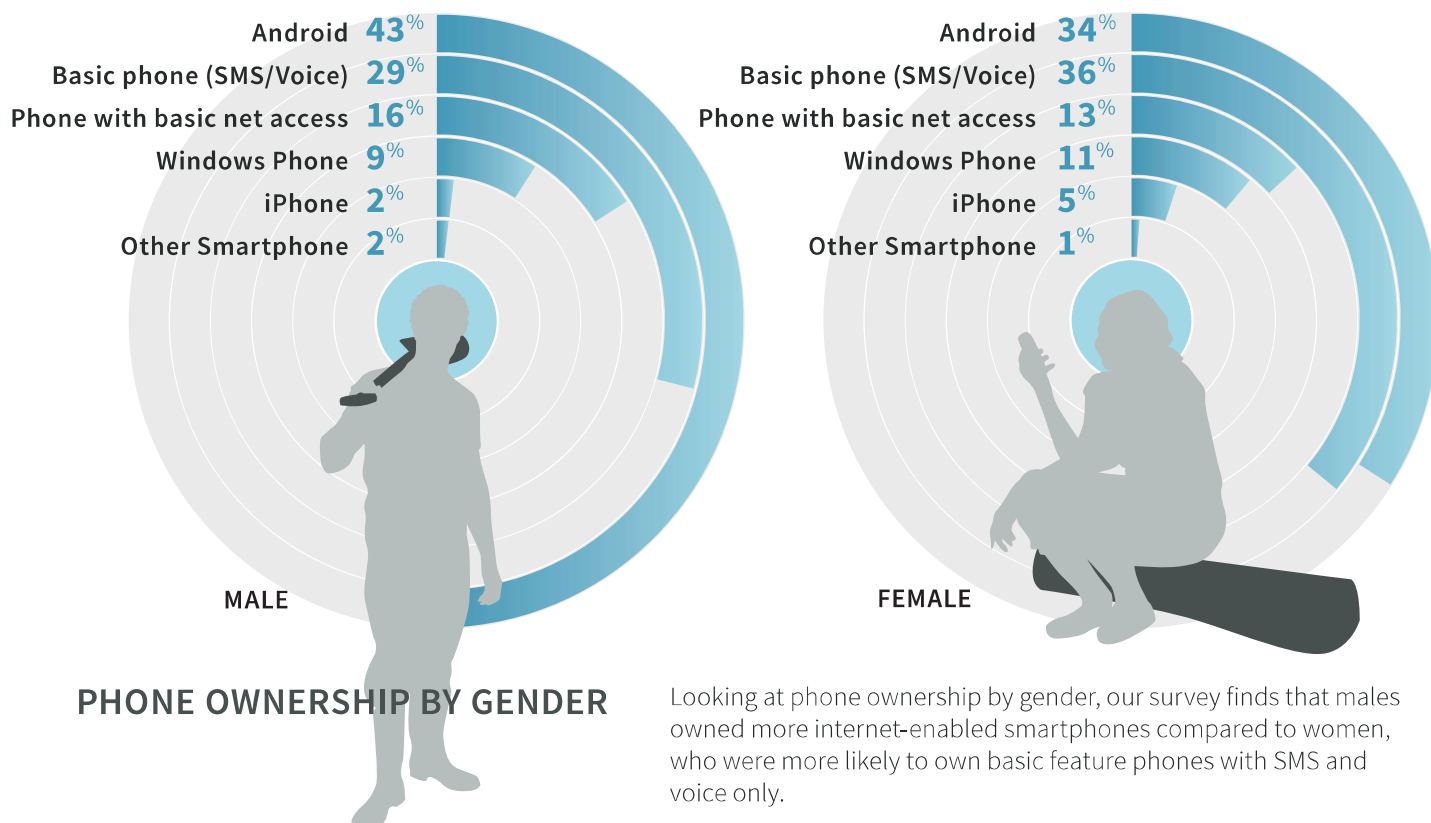 Android 43%
Basic phone (SMS/Voice) 29%
Phone with basic net access 16%
Windows Phone 9%
iPhone 2%
Other Smartphone 2%
MALE
Android 34%
Basic phone (SMS/Voice) 36%
Phone with basic net access 13%
Windows Phone 11%
iPhone 5%
Other Smartphone 1%
FEMALE
PHONE OWNERSHIP BY GENDER
Looking at phone ownership by gender, our survey finds that males
owned more internet-enabled smartphones compared to women,
who were more likely to own basic feature phones with SMS and
voice only.